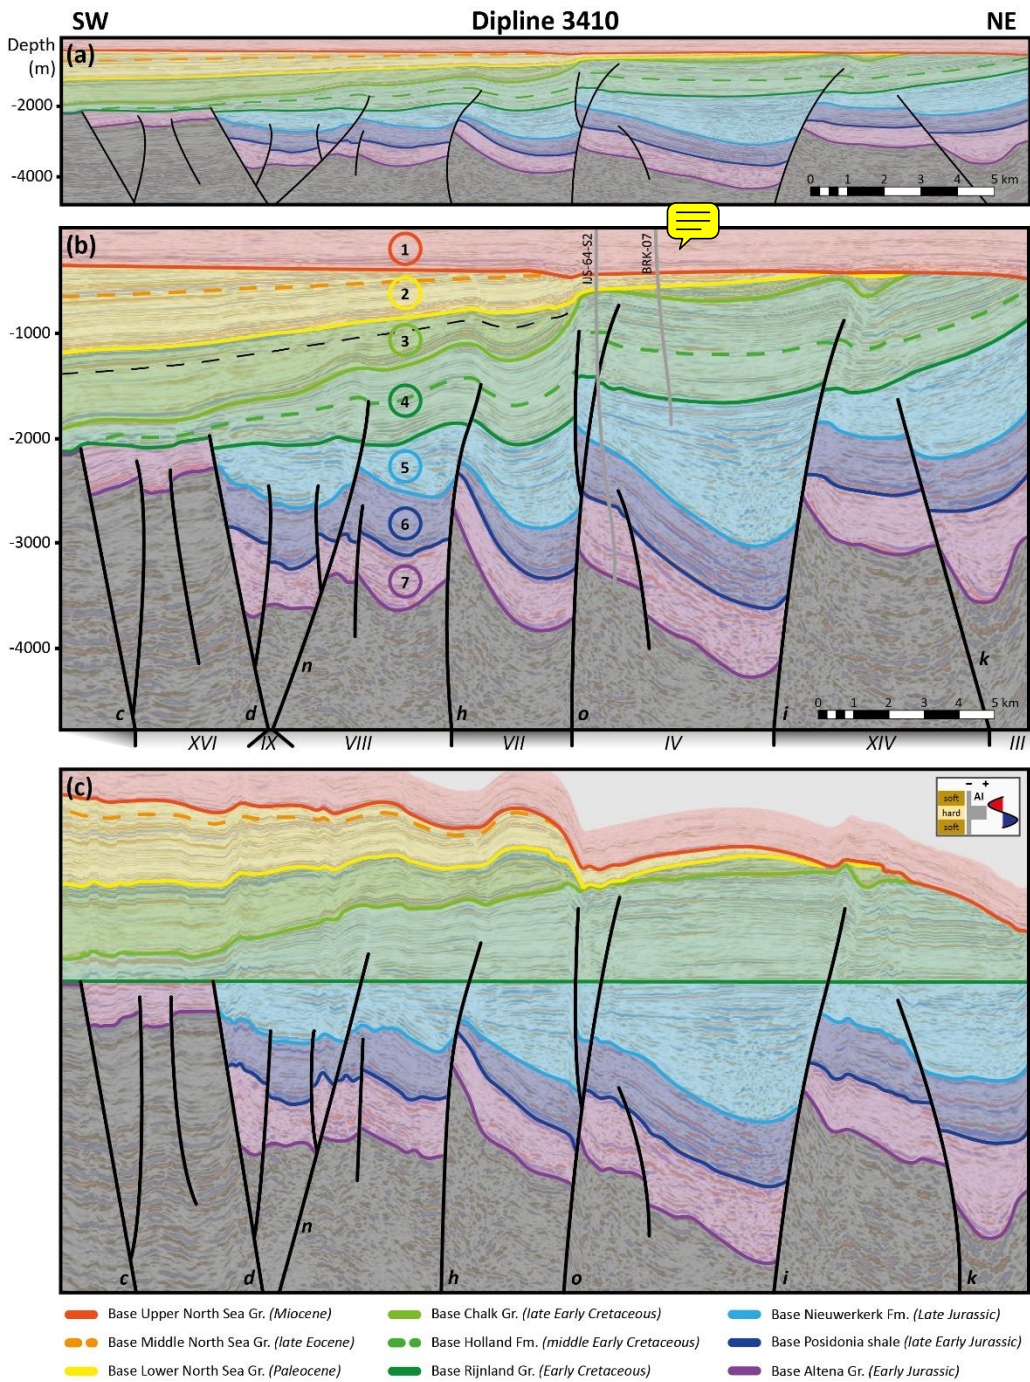 SW Dipline 3410 NE
Depth
(m)
(a)
-2000
-4000
0 1 2 3 4 5 km
(b)
1
IJS-64-S2
BRK-07
2
-1000
3
4
-2000
5
6
-3000
7
-4000
n
k
0 1 2 3 4 5 km
c d h o i
XVI IX VIII VII IV XIV III
(c)
- +
soft AI
hard
soft
n
c d h o i k
Base Upper North Sea Gr. (Miocene) Base Chalk Gr. (late Early Cretaceous) Base Nieuwerkerk Fm. (Late Jurassic)
Base Middle North Sea Gr. (late Eocene) Base Holland Fm. (middle Early Cretaceous) Base Posidonia shale (late Early Jurassic)
Base Lower North Sea Gr. (Paleocene) Base Rijnland Gr. (Early Cretaceous) Base Altena Gr. (Early Jurassic)